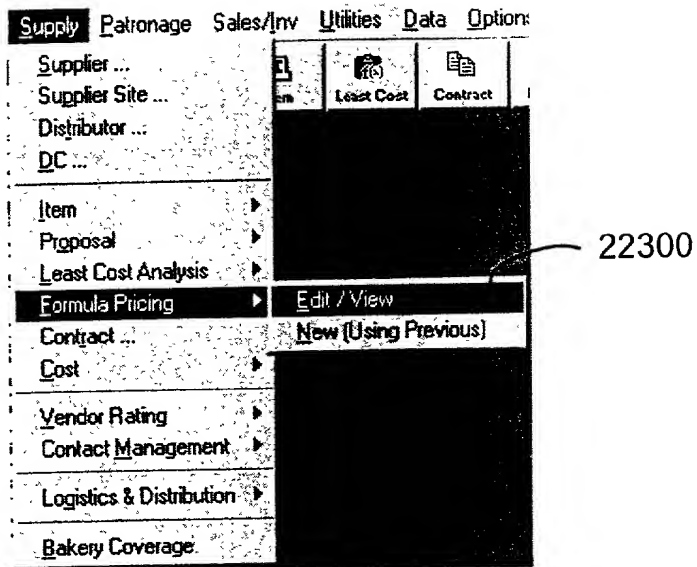 Supply Patronage Sales/Inv Utilities Data Option
Supplier ...
Supplier Site ...
Distributor ...
DC ...
Least Cost
Contract
Item
Proposal
Least Cost Analysis
Formula Pricing
Contract ...
Cost
Vendor Rating
Contact Management
Logistics & Distribution
Bakery Coverage
Edit / View
New (Using Previous)
22300